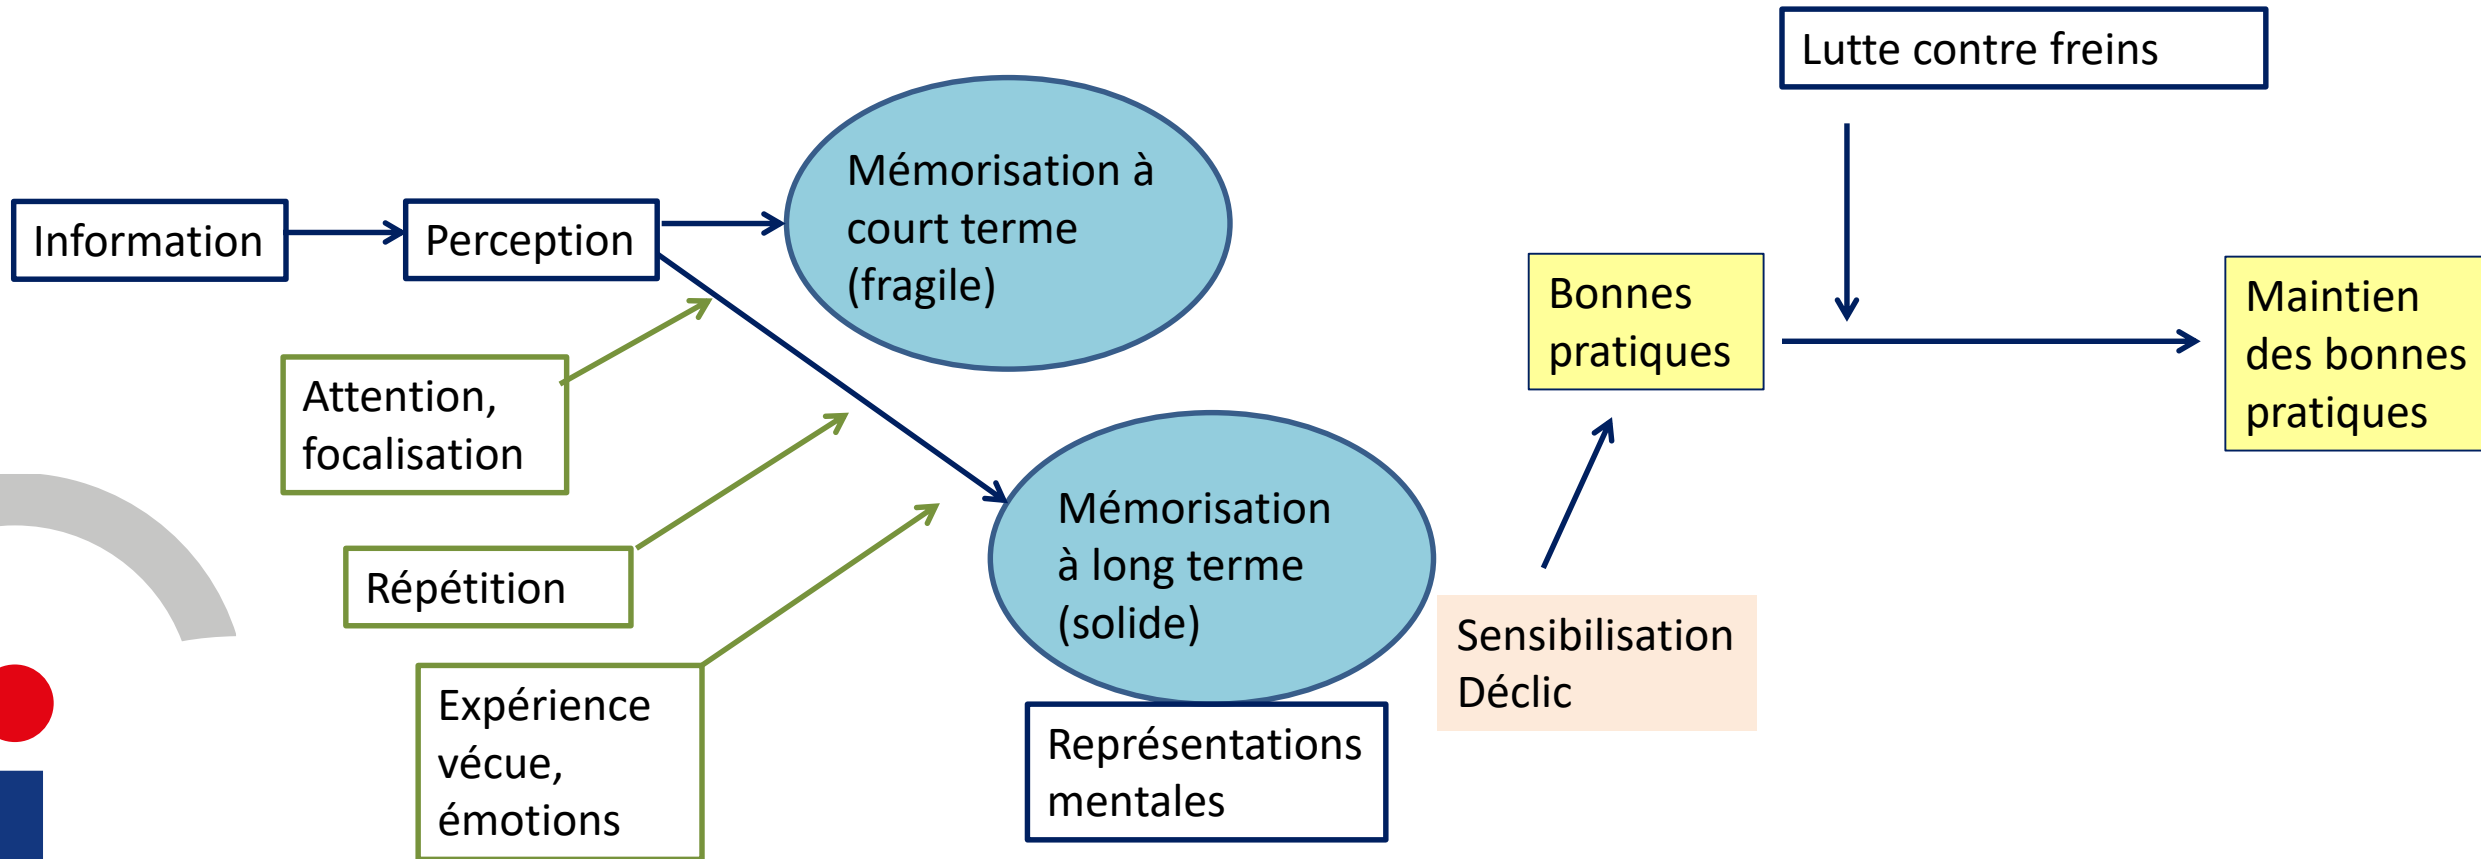 Lutte contre freins
Information
Perception
Mémorisation à
court terme
(fragile)
Bonnes
pratiques
Maintien
des bonnes
pratiques
Attention,
focalisation
Répétition
Expérience
vécue,
émotions
Mémorisation
à long terme
(solide)
Représentations
mentales
Sensibilisation
Déclic